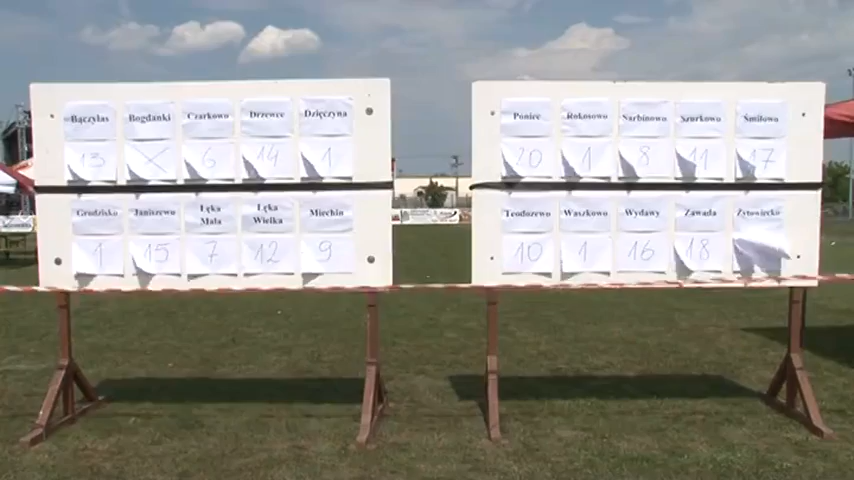 Bączylas Bogdanki Czarkowo Drzewce Dzięczyna
13 X 6 14 1
Grodzisko Janiszewo Łęka Mała Łęka Wielka Miechin
1 15 7 12 9
Poniec Rokosowo Narbinowo Szurkowo Śmiłowo
20 1 8 11 17
Teodozewo Waszkowo Wydawy Zawada Żytowiecko
10 1 16 18